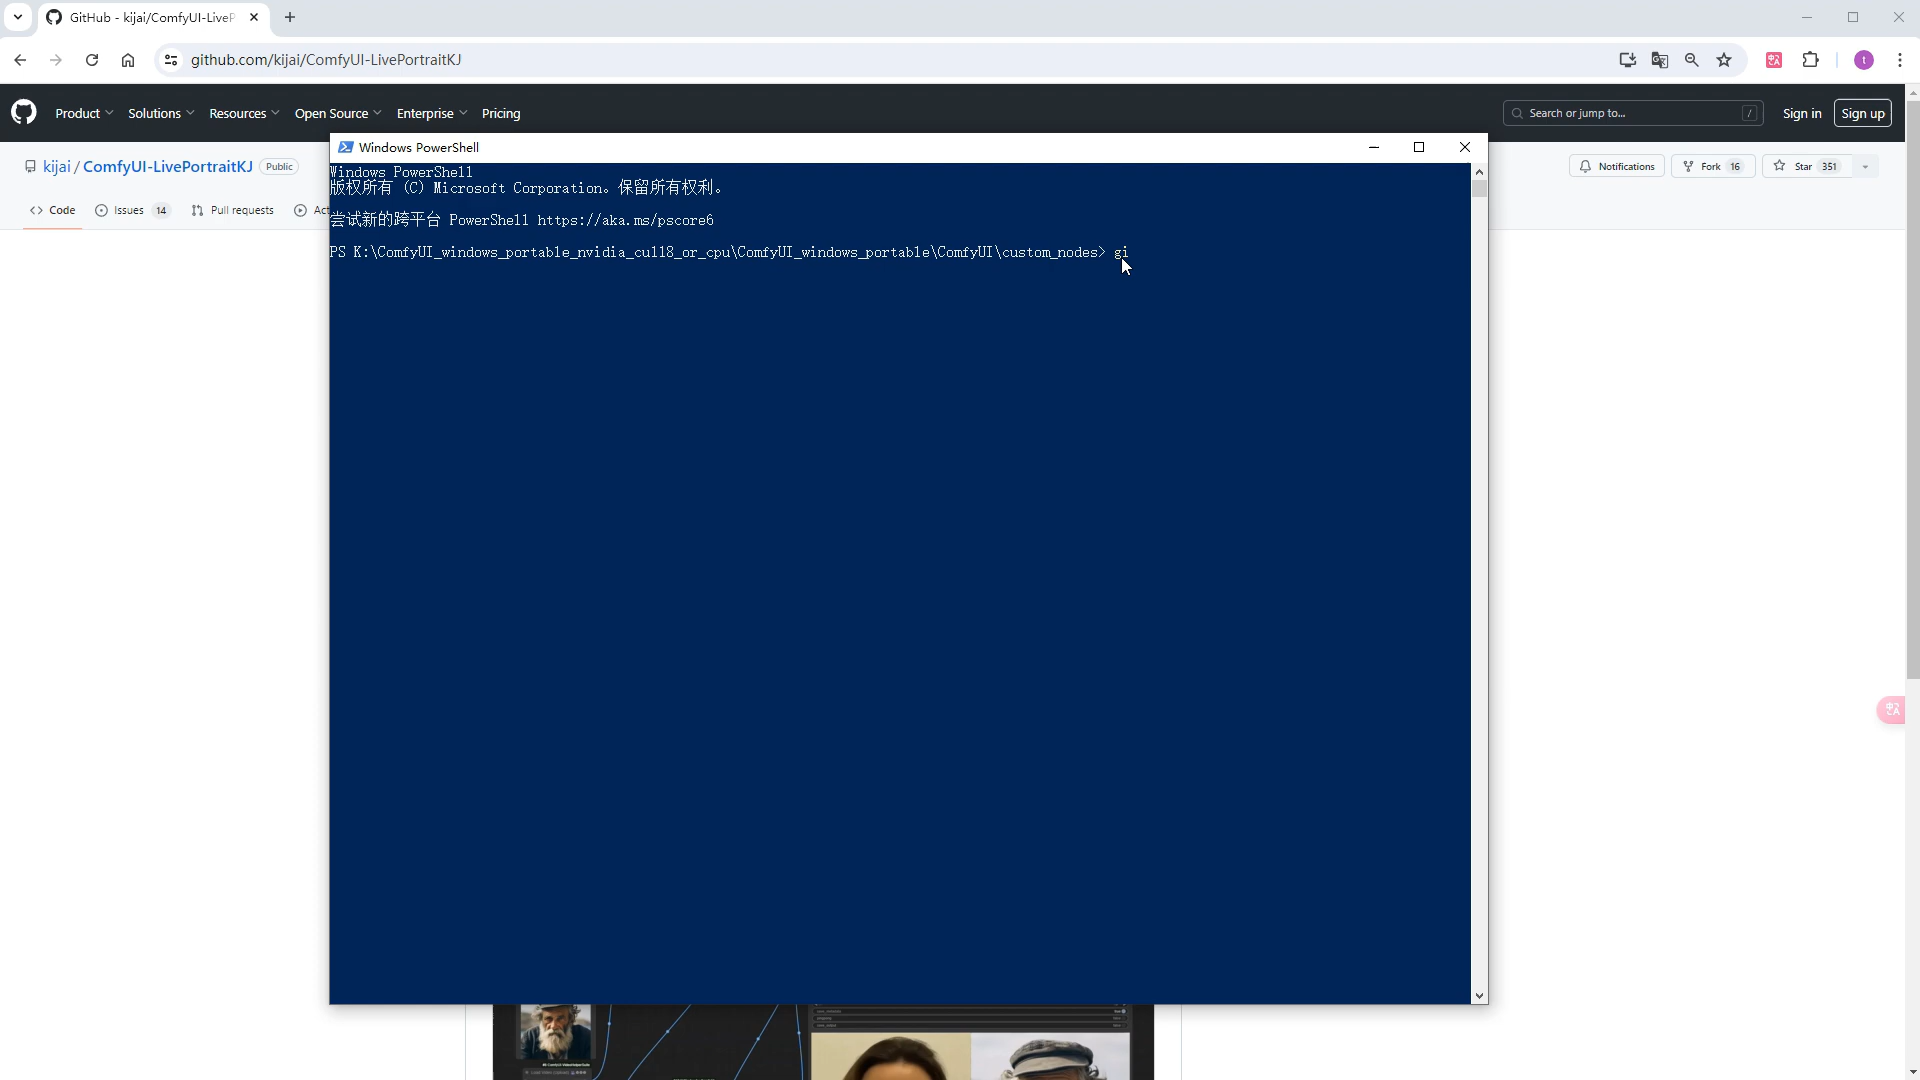 GitHub - kijai/ComfyUI-LiveP
github.com/kijai/ComfyUI-LivePortraitKJ
t
Product
Solutions
Resources
Open Source
Enterprise
Pricing
Search or jump to...
/
Sign in
Sign up
kijai / ComfyUI-LivePortraitKJ
Public
Notifications
Fork 16
Star 351
Code
Issues 14
Pull requests
Act
Windows PowerShell
Windows PowerShell
版权所有 (C) Microsoft Corporation。保留所有权利。
尝试新的跨平台 PowerShell https://aka.ms/pscore6
PS K:\ComfyUI_windows_portable_nvidia_cu118_or_cpu\ComfyUI_windows_portable\ComfyUI\custom_nodes> gi